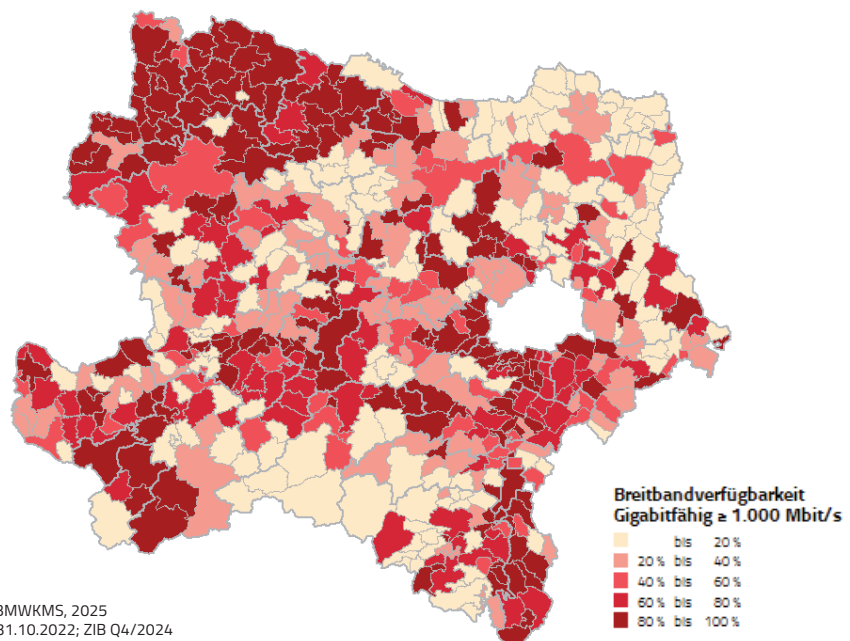 Breitbandverfügbarkeit
Gigabitfähig ≥ 1.000 Mbit/s
bis 20 %
20 % bis 40 %
40 % bis 60 %
60 % bis 80 %
80 % bis 100 %
BMWKMS, 2025
31.10.2022; ZIB Q4/2024